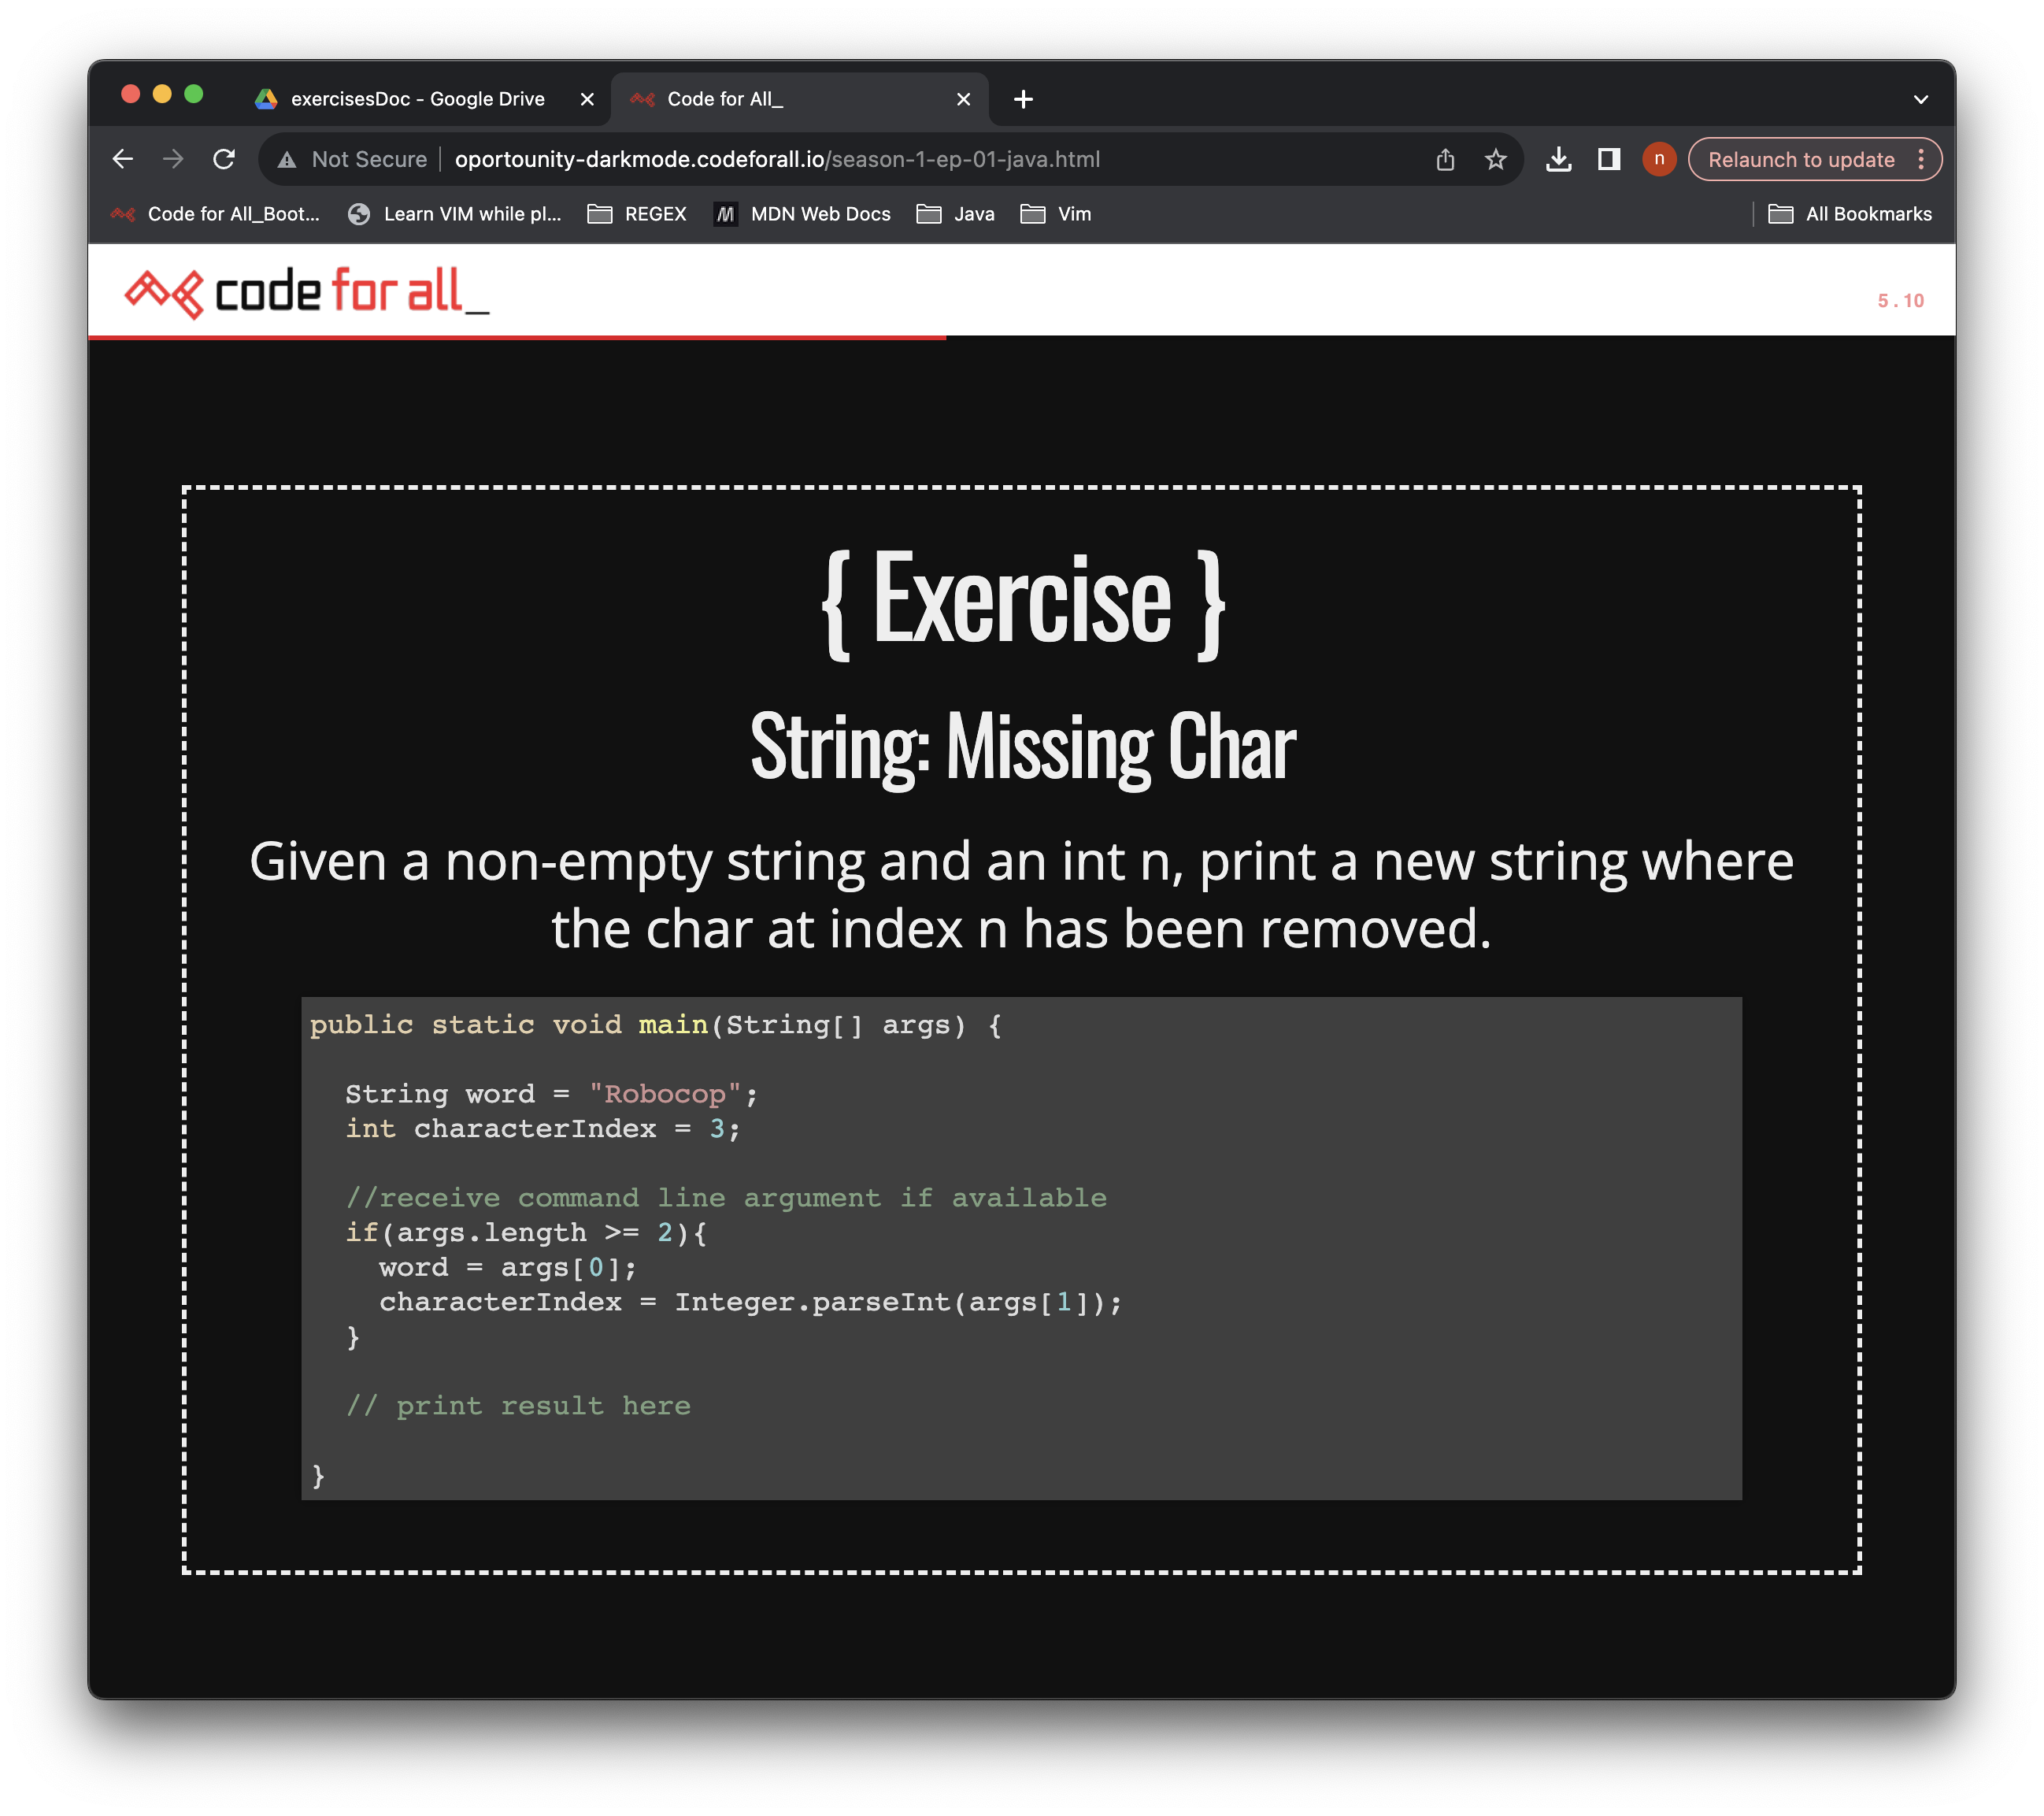 exercisesDoc - Google Drive
Code for All_
Not Secure
oportounity-darkmode.codeforall.io/season-1-ep-01-java.html
n
Relaunch to update
Code for All_Boot...
Learn VIM while pl...
REGEX
MDN Web Docs
Java
Vim
All Bookmarks
code for all_
5.10
{ Exercise }
String: Missing Char
Given a non-empty string and an int n, print a new string where
the char at index n has been removed.
public static void main(String[] args) {
  String word = "Robocop";
  int characterIndex = 3;
  //receive command line argument if available
  if(args.length >= 2){
    word = args[0];
    characterIndex = Integer.parseInt(args[1]);
  }
  // print result here
}